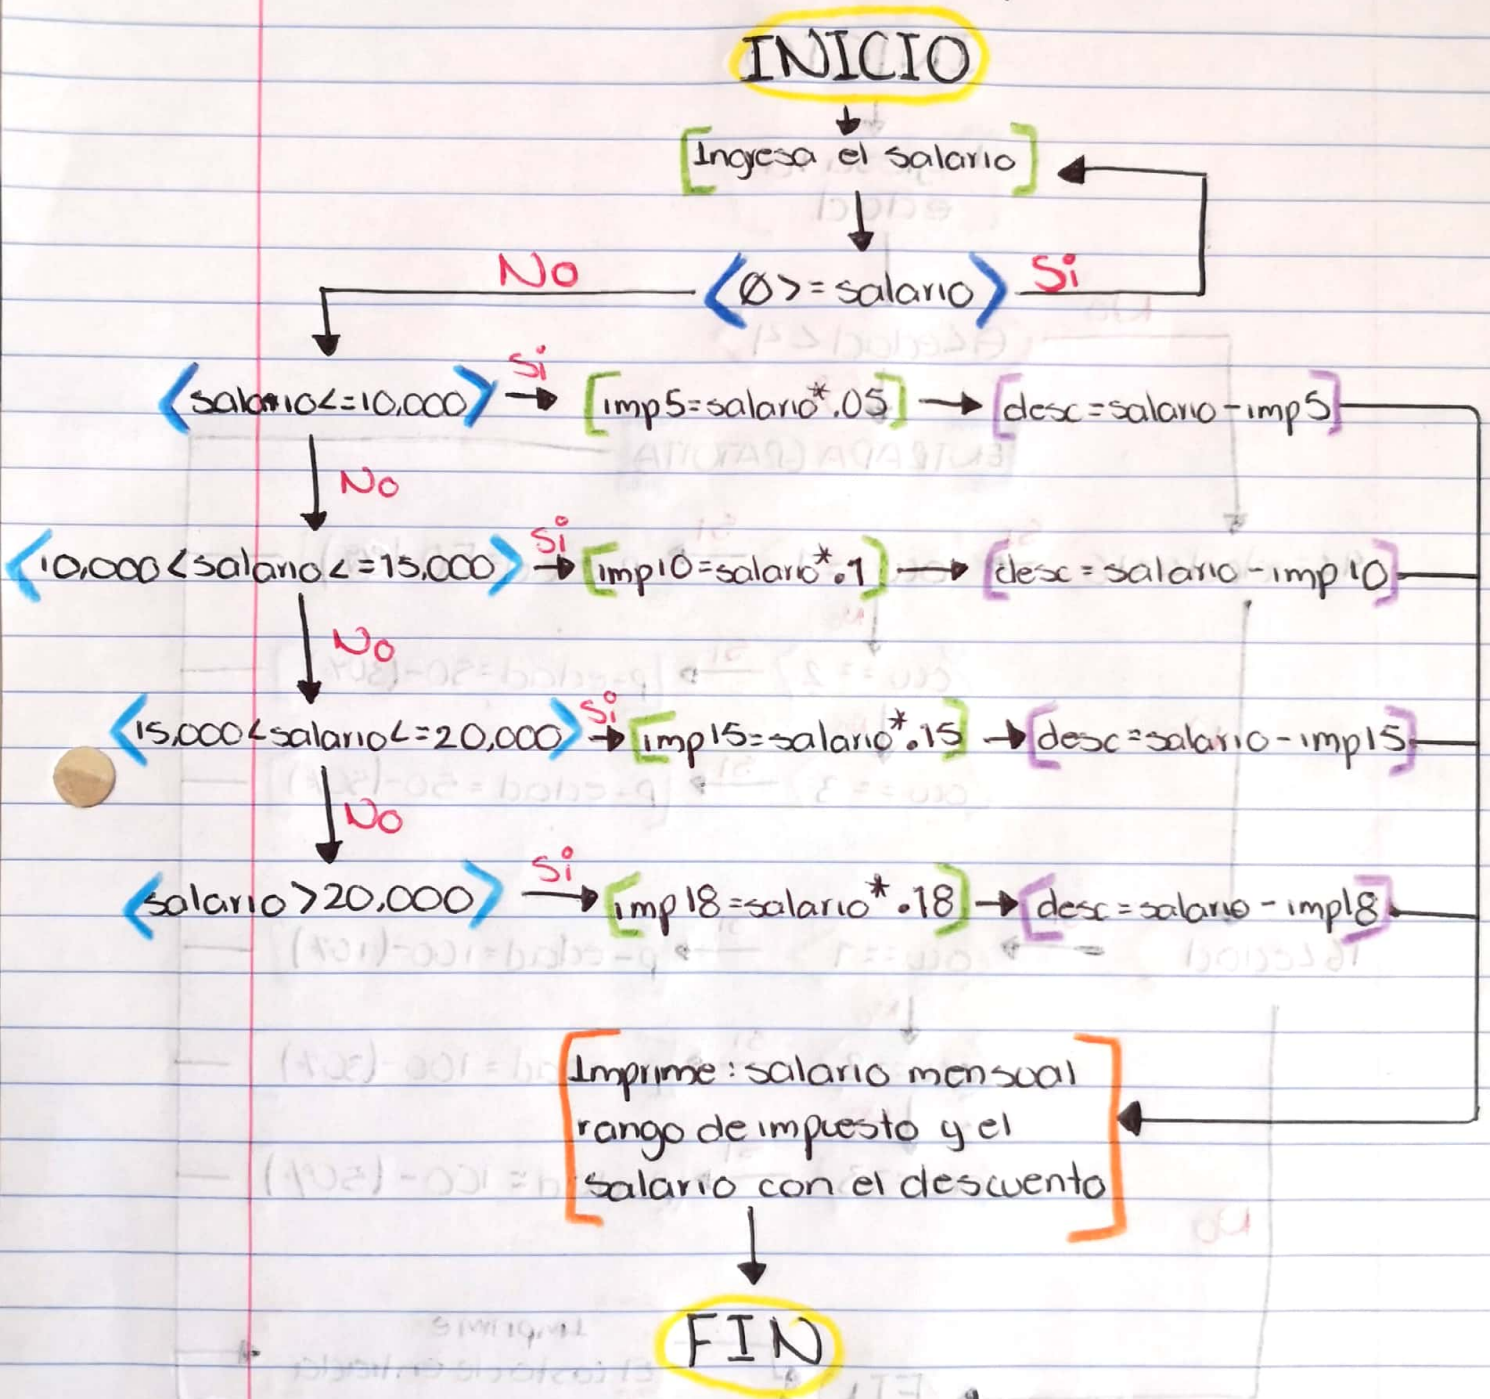 INICIO
Ingresa el salario
No
0>=salario
Si
salario<=10,000
Si
imp5=salario*.05
desc=salario-imp5
No
10,000<salario<=15,000
Si
imp10=salario*.1
desc=salario-imp10
No
15,000<salario<=20,000
Si
imp15=salario*.15
desc=salario-imp15
No
salario>20,000
Si
imp18=salario*.18
desc=salario-imp18
Imprime: salario mensual
rango de impuesto y el
salario con el descuento
FIN